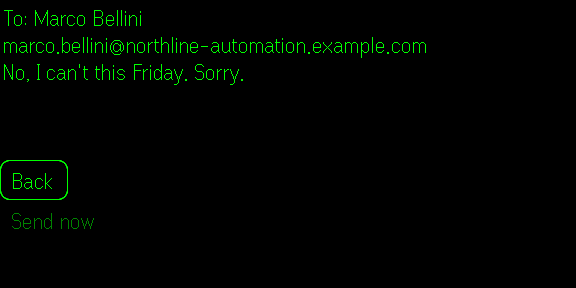 To: Marco Bellini
marco.bellini@northline-automation.example.com
No, I can't this Friday. Sorry.
Back
Send now